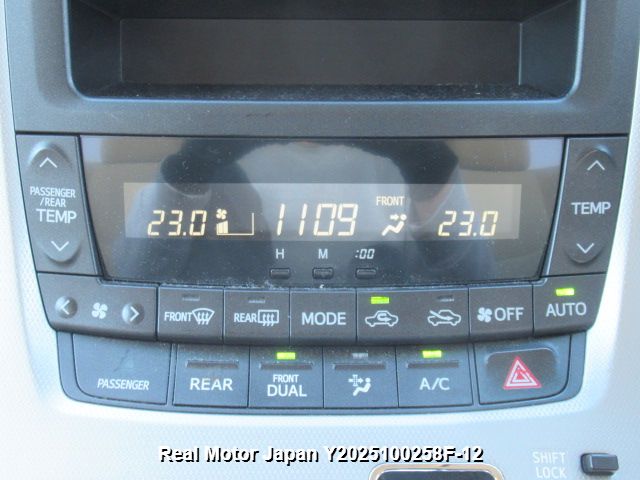 PASSENGER
/REAR
TEMP
23.0
1109
FRONT
23.0
TEMP
H M :00
FRONT
REAR
MODE
OFF
AUTO
PASSENGER
REAR
FRONT
DUAL
A/C
Real Motor Japan Y2025100258F-12
SHIFT
LOCK